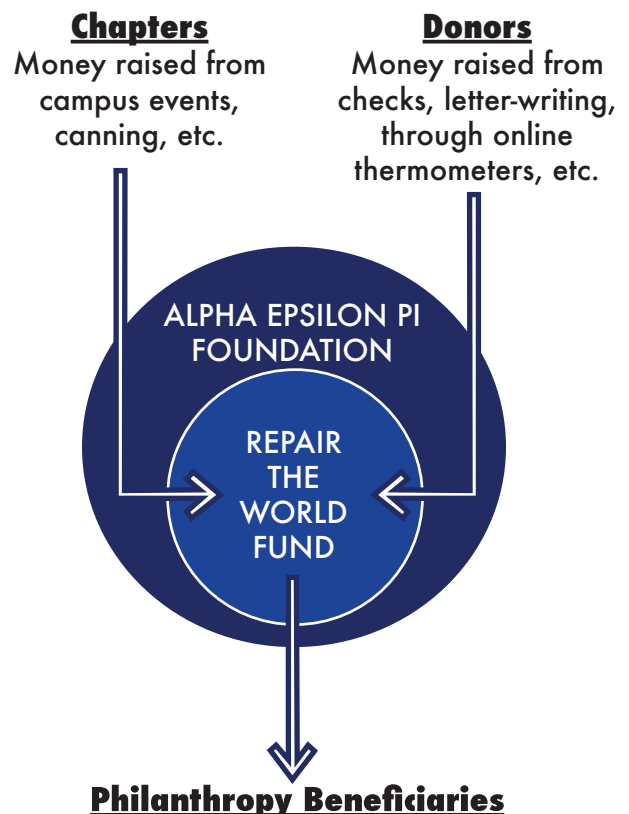 Chapters
Money raised from
campus events,
canning, etc.
Donors
Money raised from
checks, letter-writing,
through online
thermometers, etc.
ALPHA EPSILON PI
FOUNDATION
REPAIR
THE
WORLD
FUND
Philanthropy Beneficiaries